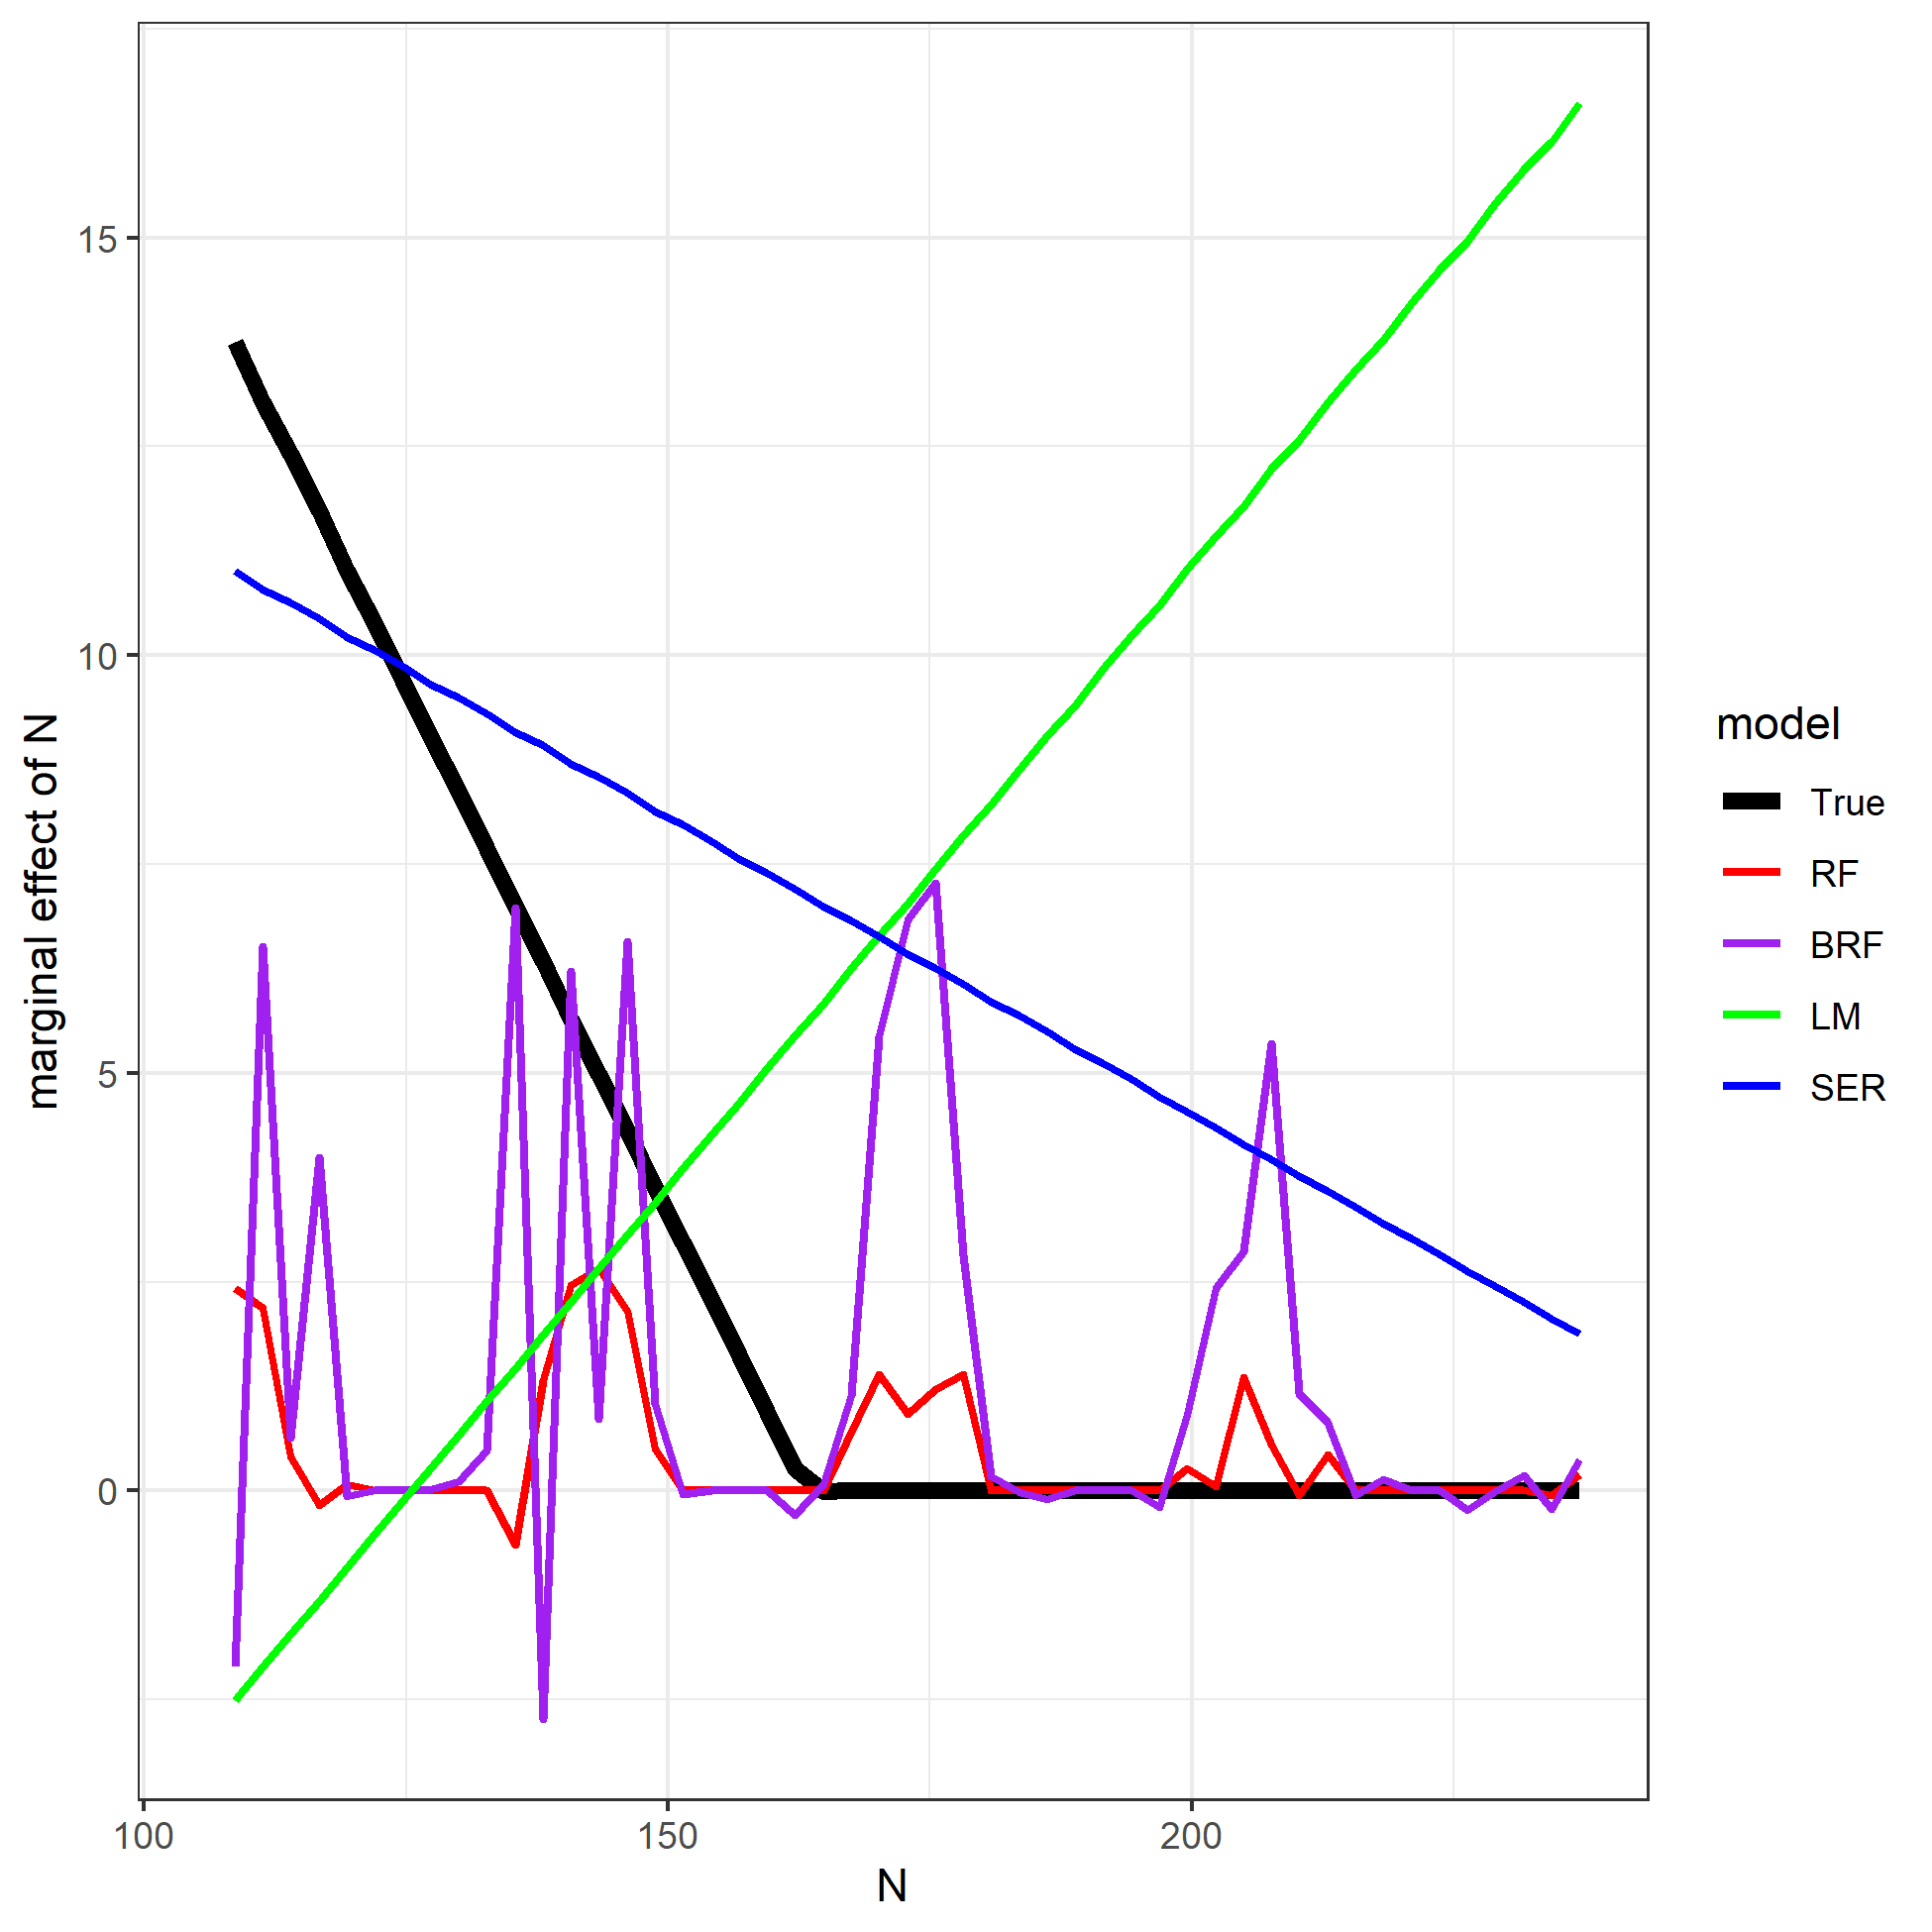 marginal effect of N
15
10
5
0
100
150
200
N
model
True
RF
BRF
LM
SER